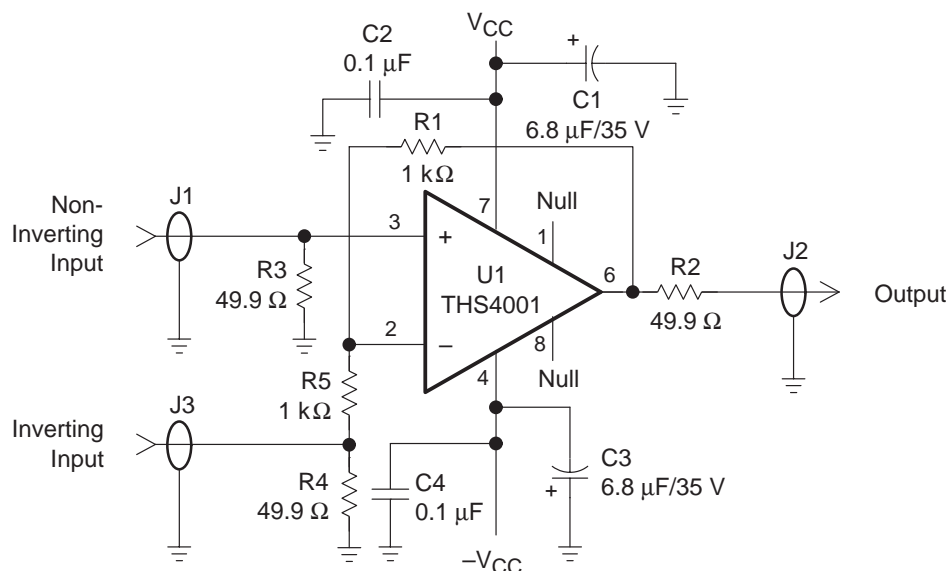 VCC
C2
0.1 μF
+
C1
6.8 μF/35 V
R1
1 kΩ
Non-
Inverting
Input
J1
3
+
7
Null
1
R3
49.9 Ω
U1
THS4001
6
R2
49.9 Ω
J2
Output
2
−
8
Null
4
R5
1 kΩ
Inverting
Input
J3
R4
49.9 Ω
C4
0.1 μF
C3
6.8 μF/35 V
+
−VCC